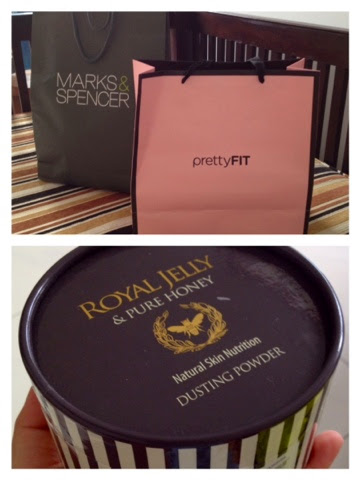 MARKS&
SPENCER
prettyFIT
ROYAL JELLY
& PURE HONEY
Natural Skin Nutrition
DUSTING POWDER